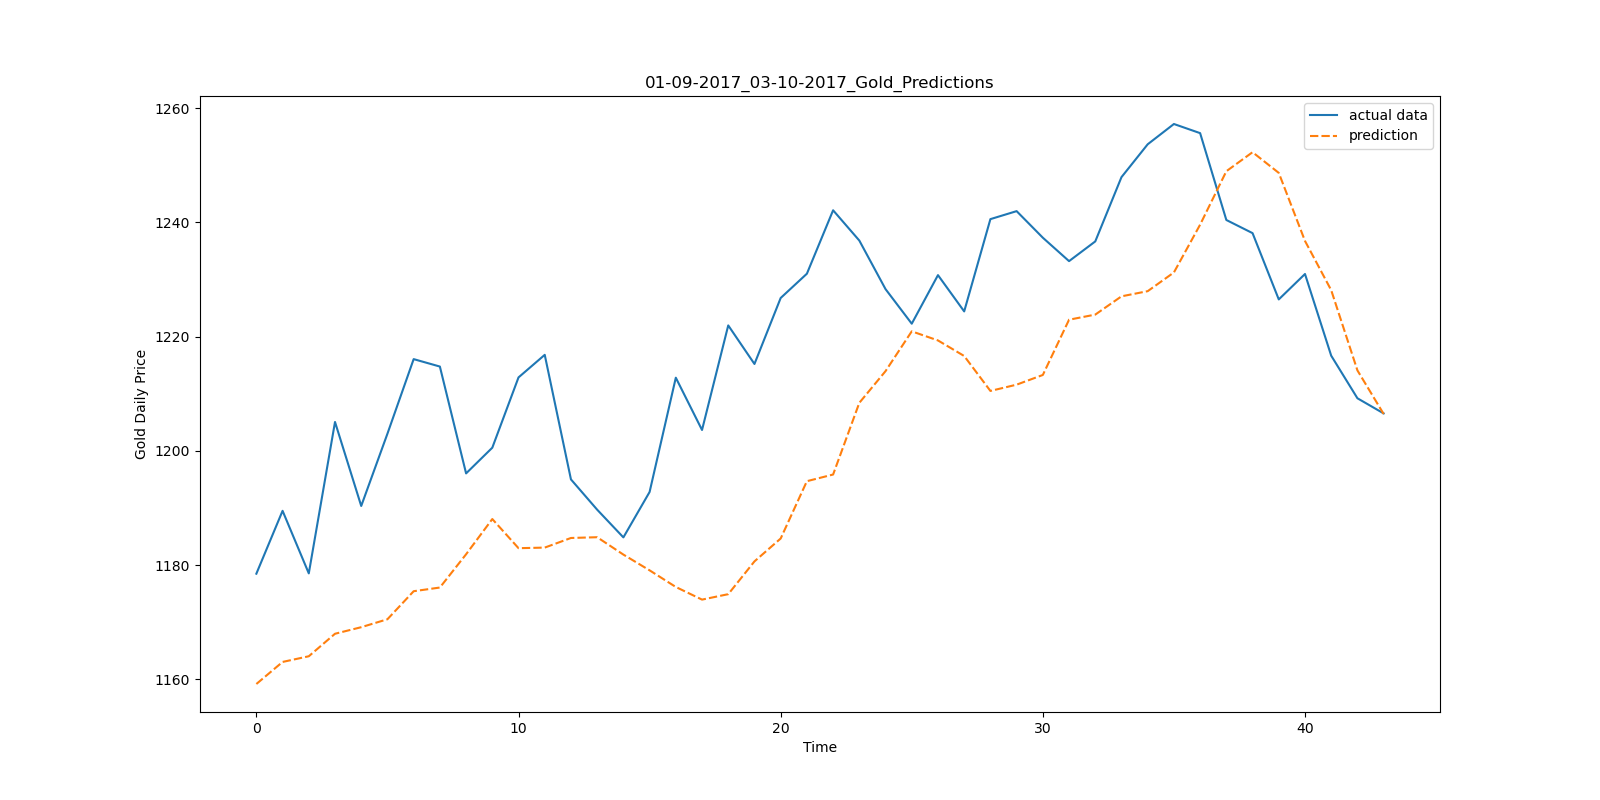 01-09-2017_03-10-2017_Gold_Predictions
actual data
prediction
Gold Daily Price
1260
1240
1220
1200
1180
1160
0 10 20 30 40
Time